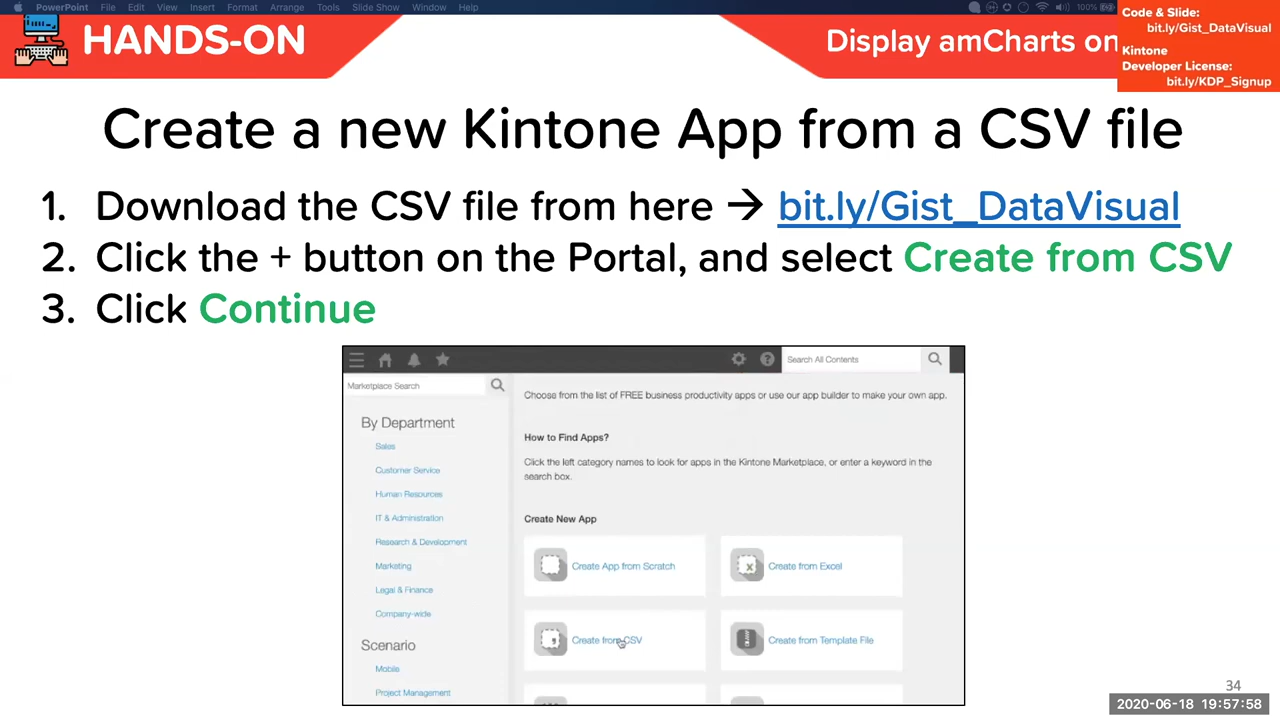 PowerPoint File Edit View Insert Format Arrange Tools Slide Show Window Help 100%
HANDS-ON
Display amCharts on
Code & Slide:
bit.ly/Gist_DataVisual
Kintone
Developer License:
bit.ly/KDP_Signup
Create a new Kintone App from a CSV file
1. Download the CSV file from here → bit.ly/Gist_DataVisual
2. Click the + button on the Portal, and select Create from CSV
3. Click Continue
Search All Contents
Marketplace Search
By Department
Sales
Customer Service
Human Resources
IT & Administration
Research & Development
Marketing
Legal & Finance
Company-wide
Scenario
Mobile
Project Management
Choose from the list of FREE business productivity apps or use our app builder to make your own app.
How to Find Apps?
Click the left category names to look for apps in the Kintone Marketplace, or enter a keyword in the
search box.
Create New App
Create App from Scratch
Create from Excel
Create from CSV
Create from Template File
34
2020-06-18 19:57:58